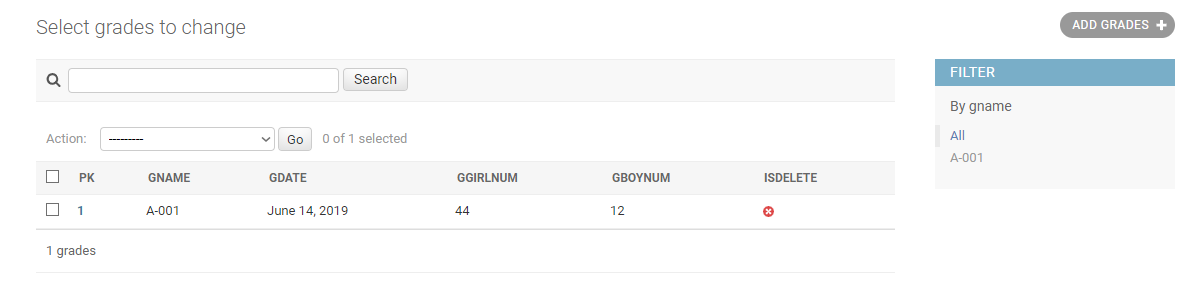 Select grades to change
ADD GRADES +
Search
FILTER
By gname
All
A-001
Action: --------- Go 0 of 1 selected
PK GNAME GDATE GGIRLNUM GBOYNUM ISDELETE
1 A-001 June 14, 2019 44 12
1 grades